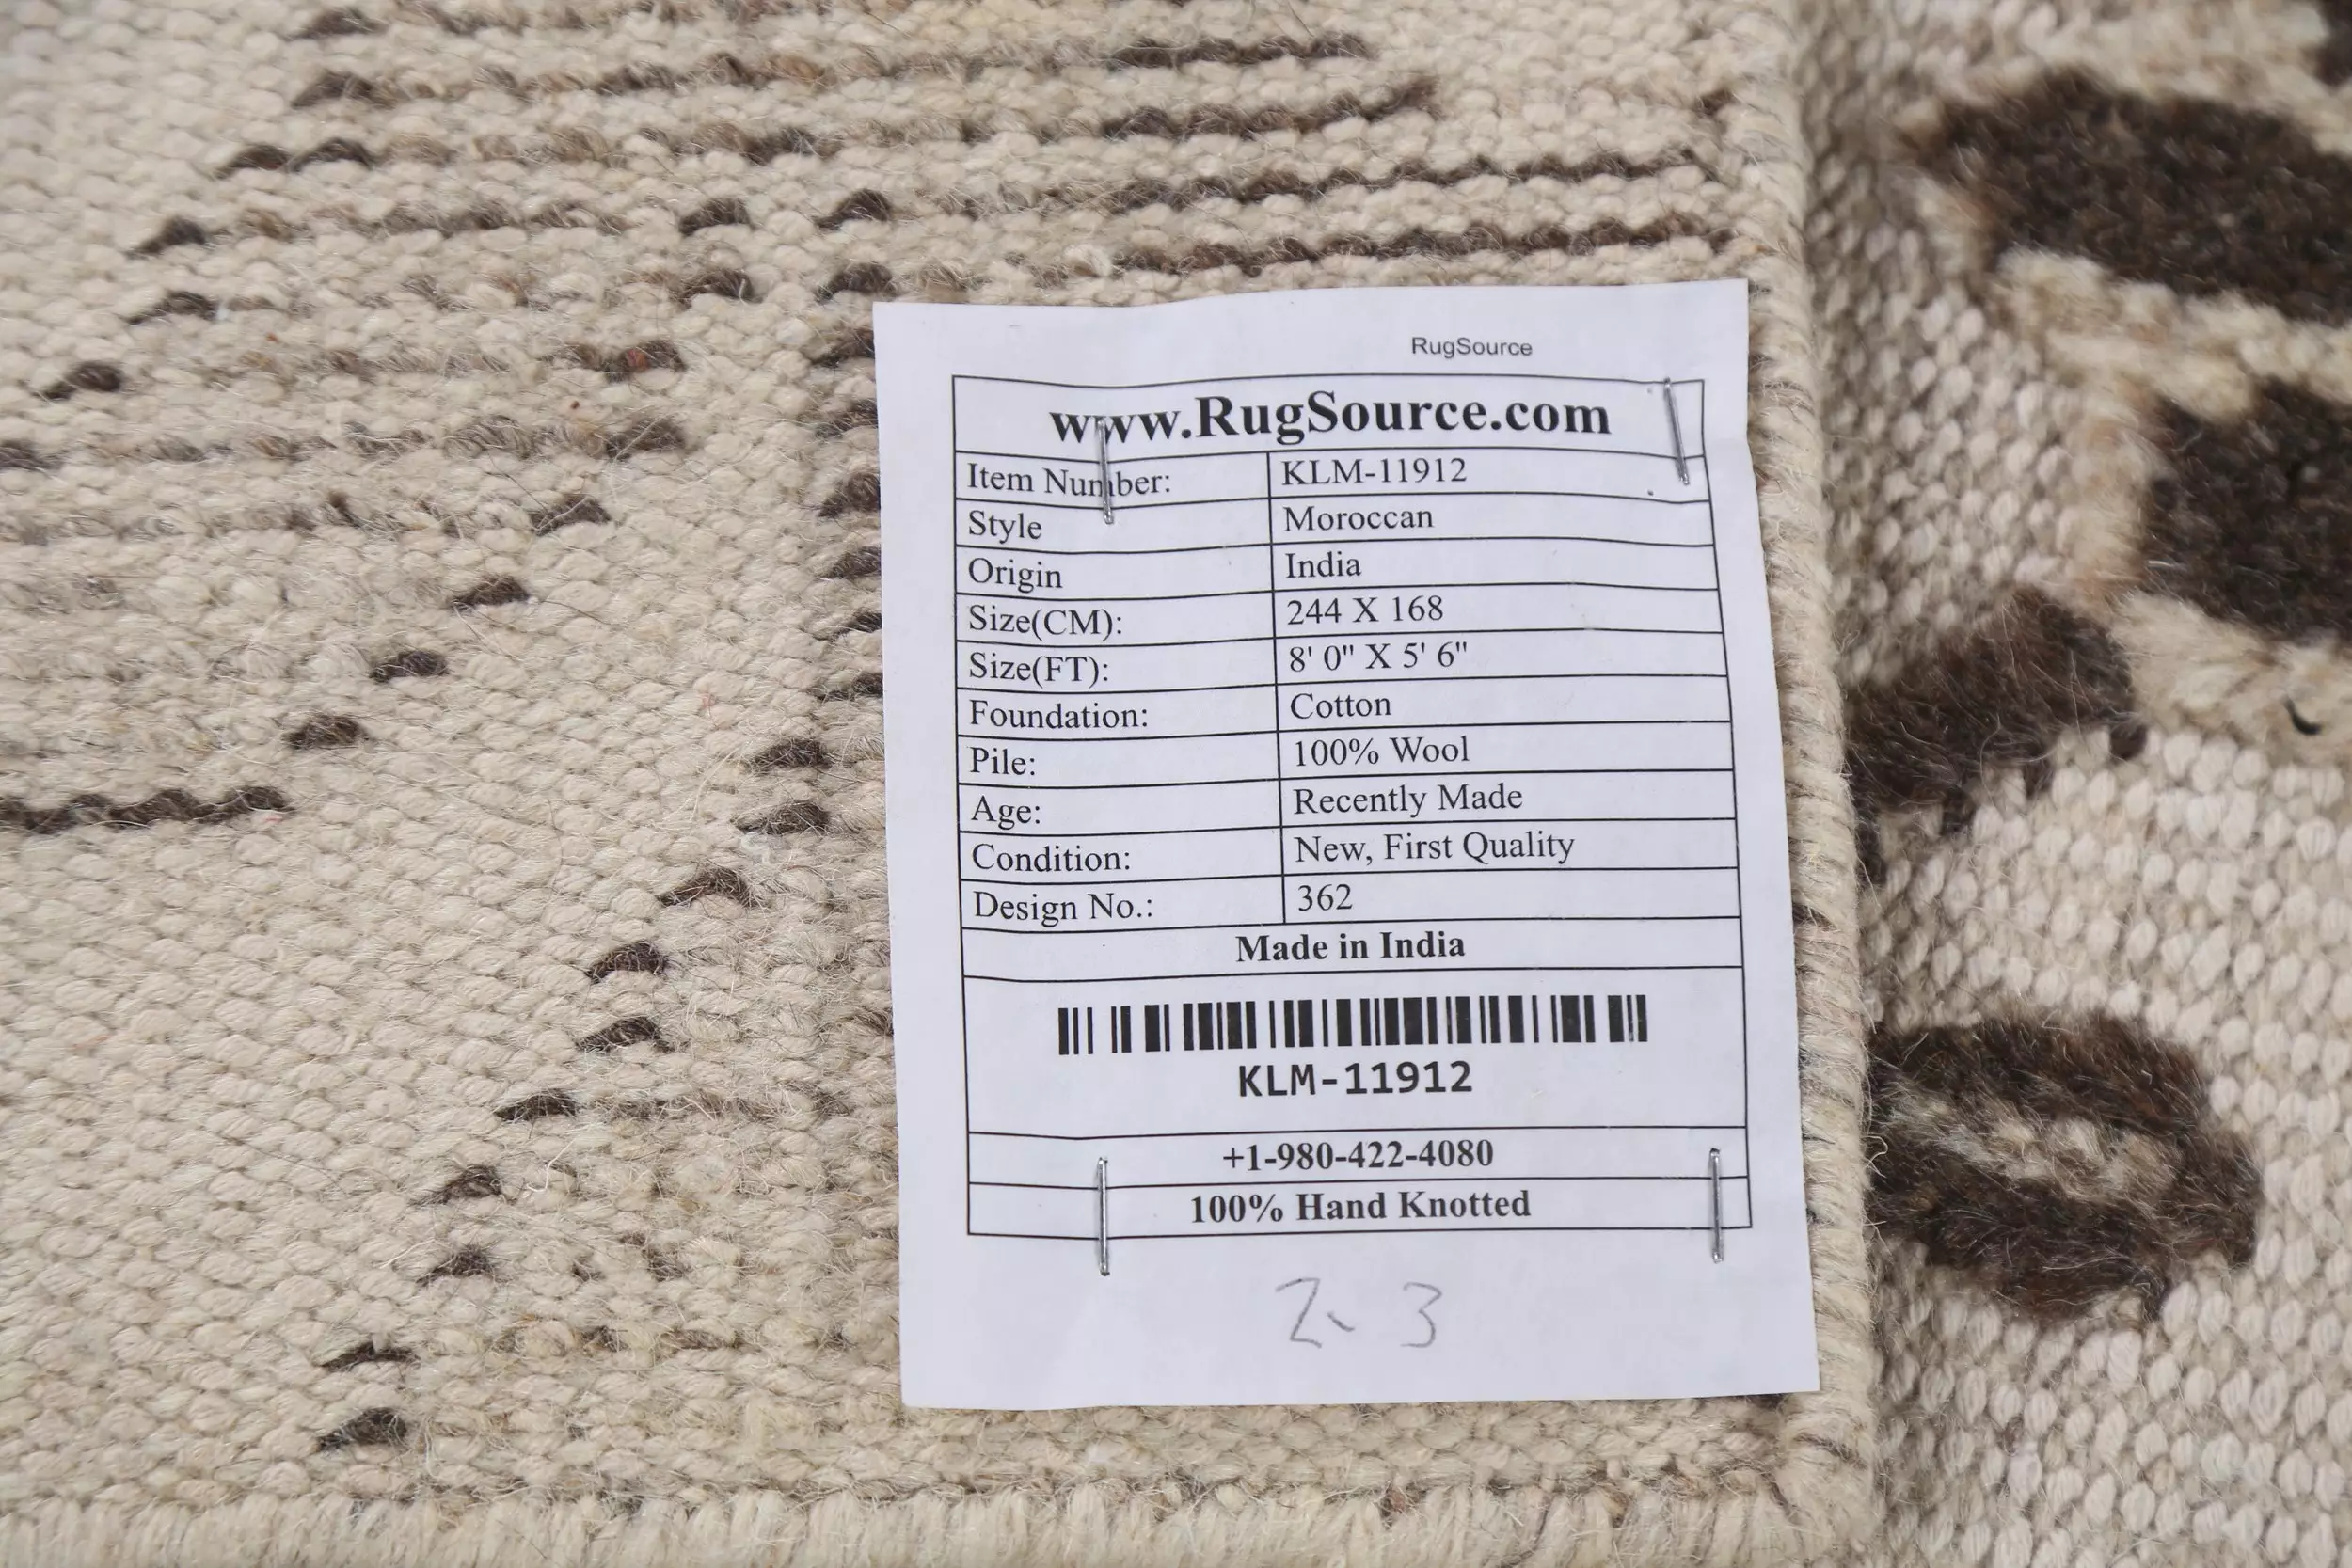 RugSource
www.RugSource.com
Item Number: KLM-11912
Style Moroccan
Origin India
Size(CM): 244 X 168
Size(FT): 8' 0" X 5' 6"
Foundation: Cotton
Pile: 100% Wool
Age: Recently Made
Condition: New, First Quality
Design No.: 362
Made in India
KLM-11912
+1-980-422-4080
100% Hand Knotted
2. 3